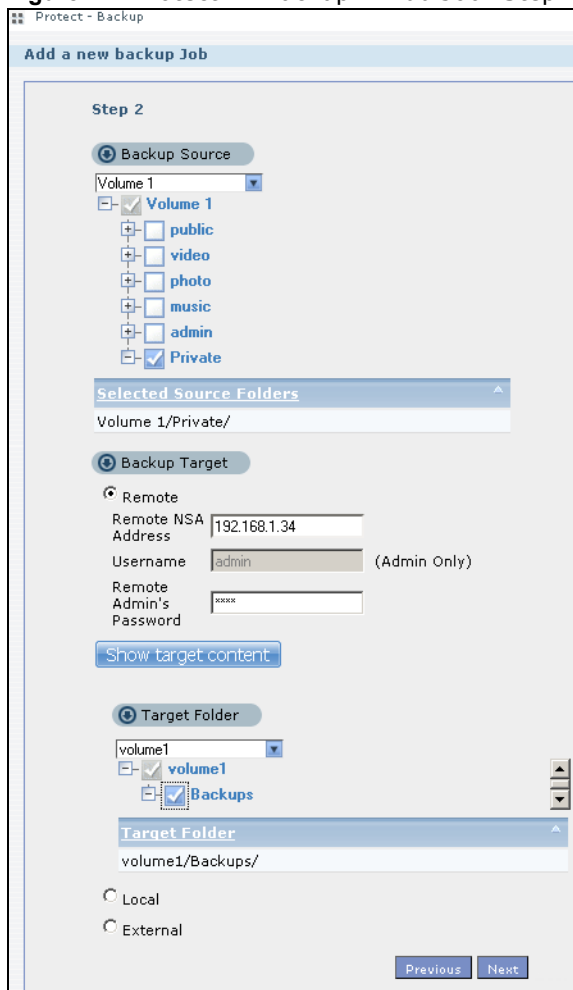 Protect - Backup
Add a new backup Job
Step 2
Backup Source
Volume 1
Volume 1
public
video
photo
music
admin
Private
Selected Source Folders
Volume 1/Private/
Backup Target
Remote
Remote NSA Address
192.168.1.34
Username
admin
(Admin Only)
Remote Admin's Password
****
Show target content
Target Folder
volume1
volume1
Backups
Target Folder
volume1/Backups/
Local
External
Previous
Next